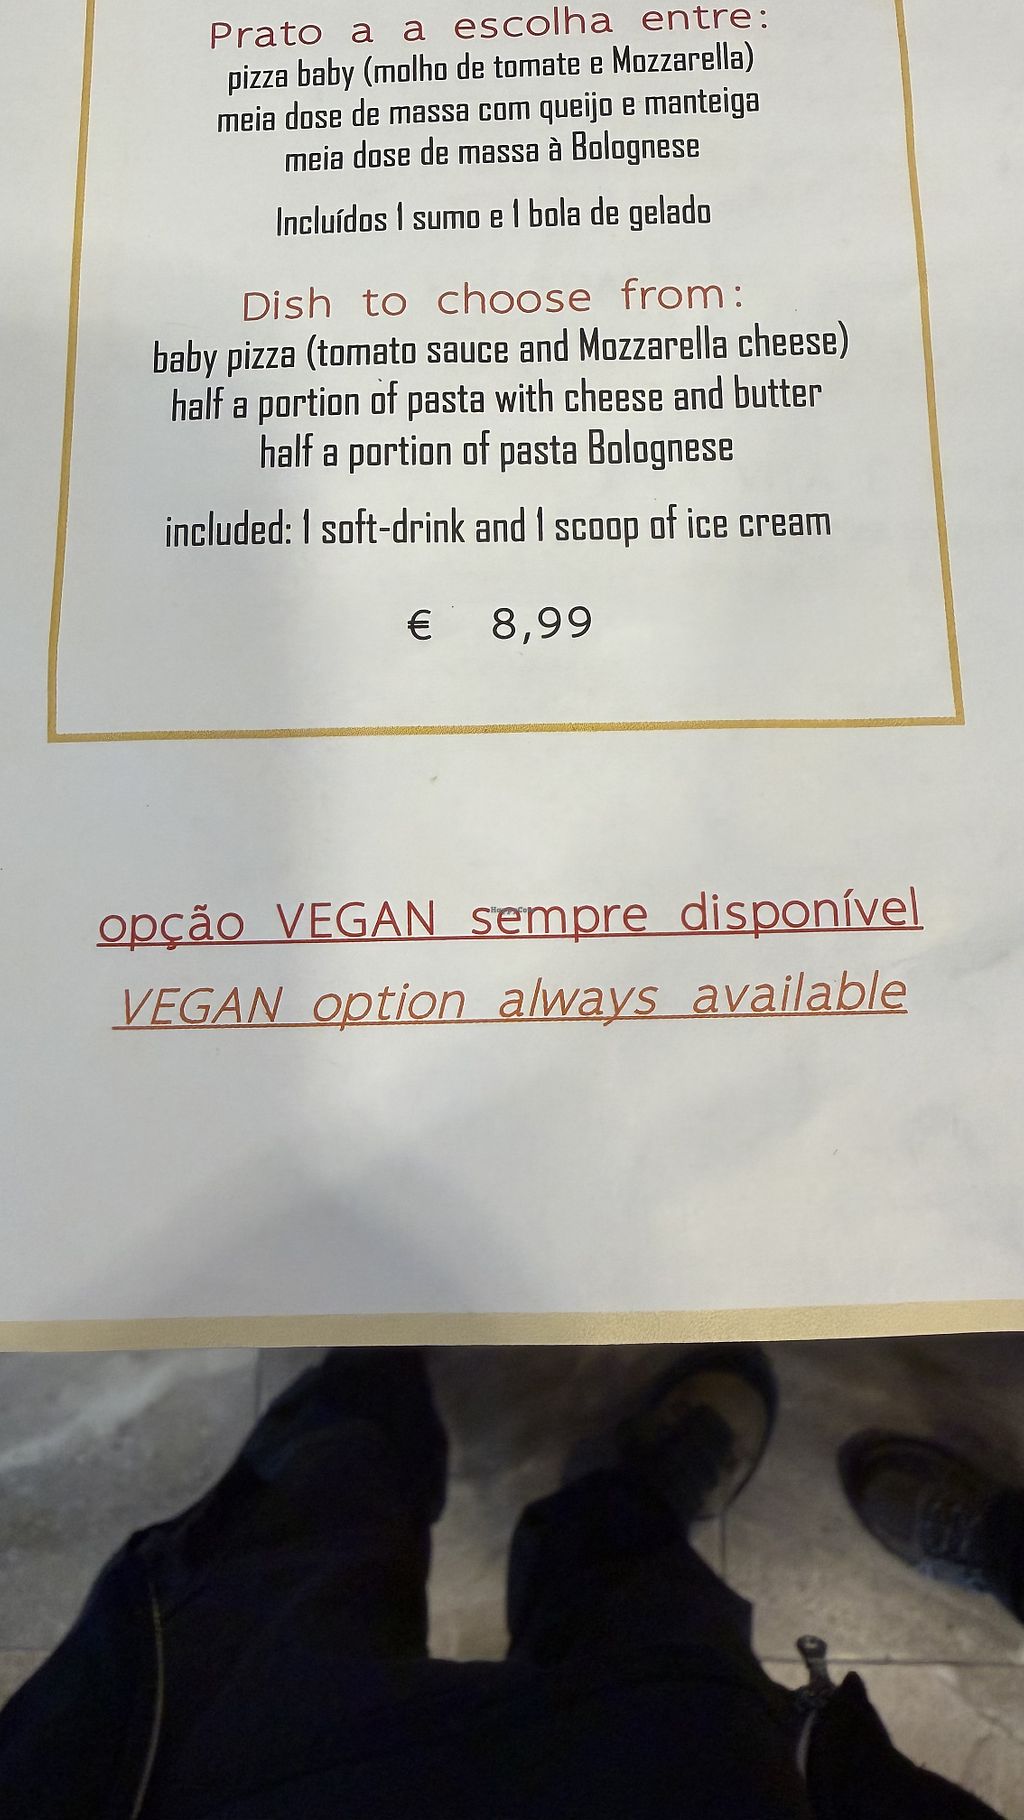 Prato a a escolha entre:
pizza baby (molho de tomate e Mozzarella)
meia dose de massa com queijo e manteiga
meia dose de massa à Bolognese
Incluídos 1 sumo e 1 bola de gelado
Dish to choose from:
baby pizza (tomato sauce and Mozzarella cheese)
half a portion of pasta with cheese and butter
half a portion of pasta Bolognese
included: 1 soft-drink and 1 scoop of ice cream
€ 8,99
opção VEGAN sempre disponível
HappyCow
VEGAN option always available